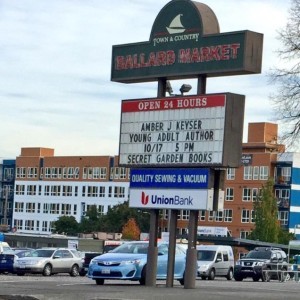 TOWN & COUNTRY
BALLARD MARKET
OPEN 24 HOURS
AMBER J KEYSER
YOUNG ADULT AUTHOR
10/17 5 PM
SECRET GARDEN BOOKS
QUALITY SEWING & VACUUM
UnionBank